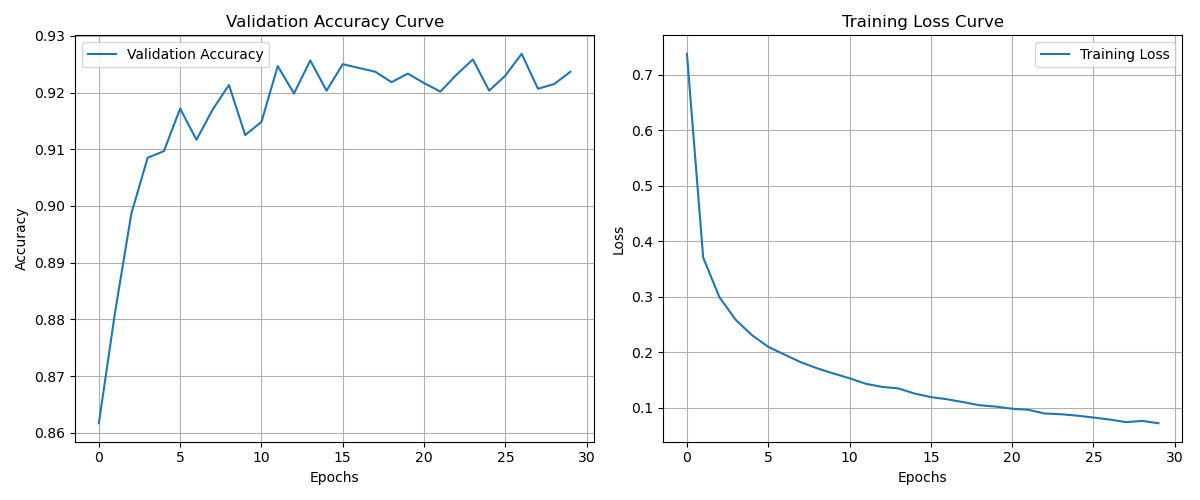 Validation Accuracy Curve
Validation Accuracy
0.93
0.92
0.91
0.90
0.89
0.88
0.87
0.86
Accuracy
0 5 10 15 20 25 30
Epochs
Training Loss Curve
Training Loss
0.7
0.6
0.5
0.4
0.3
0.2
0.1
Loss
0 5 10 15 20 25 30
Epochs